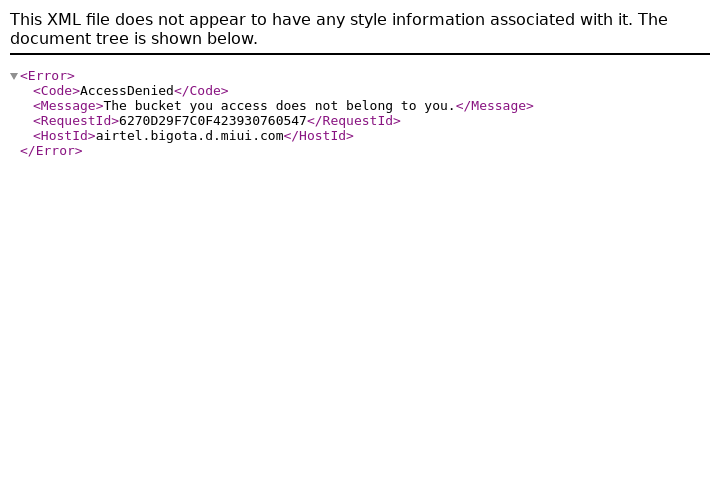 This XML file does not appear to have any style information associated with it. The
document tree is shown below.
<Error>
<Code>AccessDenied</Code>
<Message>The bucket you access does not belong to you.</Message>
<RequestId>6270D29F7C0F423930760547</RequestId>
<HostId>airtel.bigota.d.miui.com</HostId>
</Error>